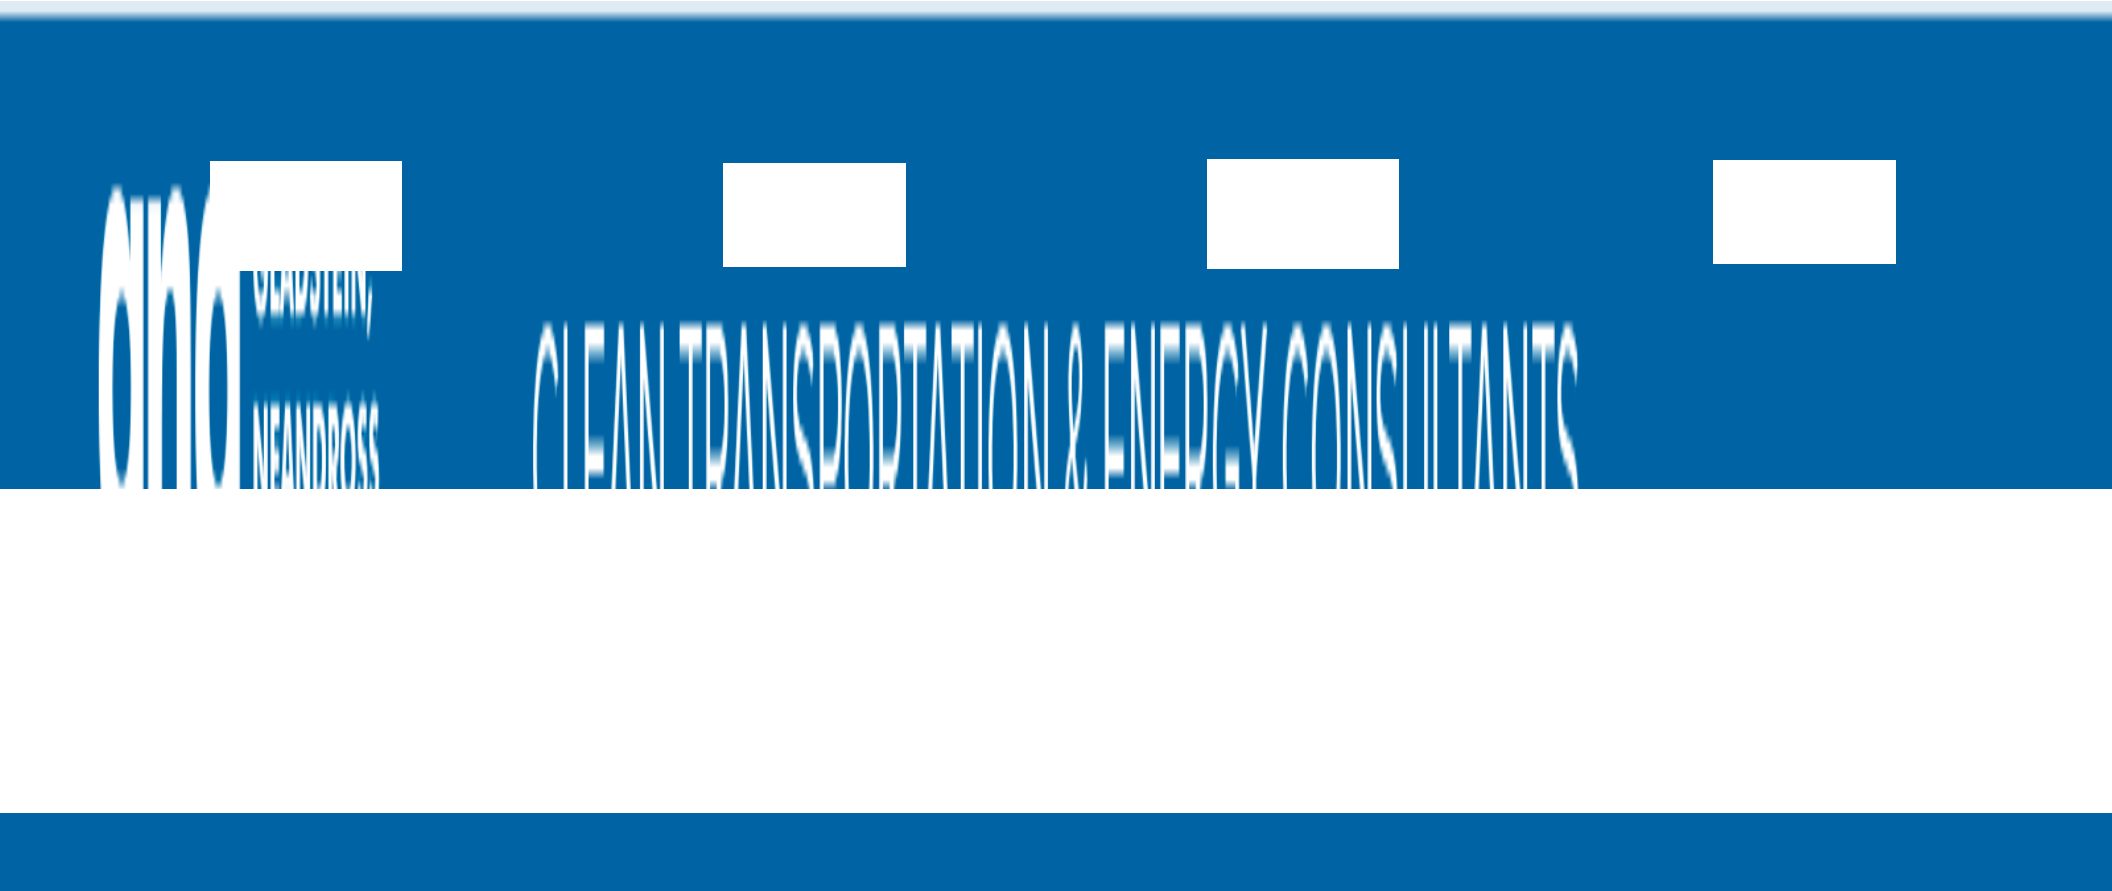 gna
GLADSTEIN,
NEANDROSS
CLEAN TRANSPORTATION & ENERGY CONSULTANTS